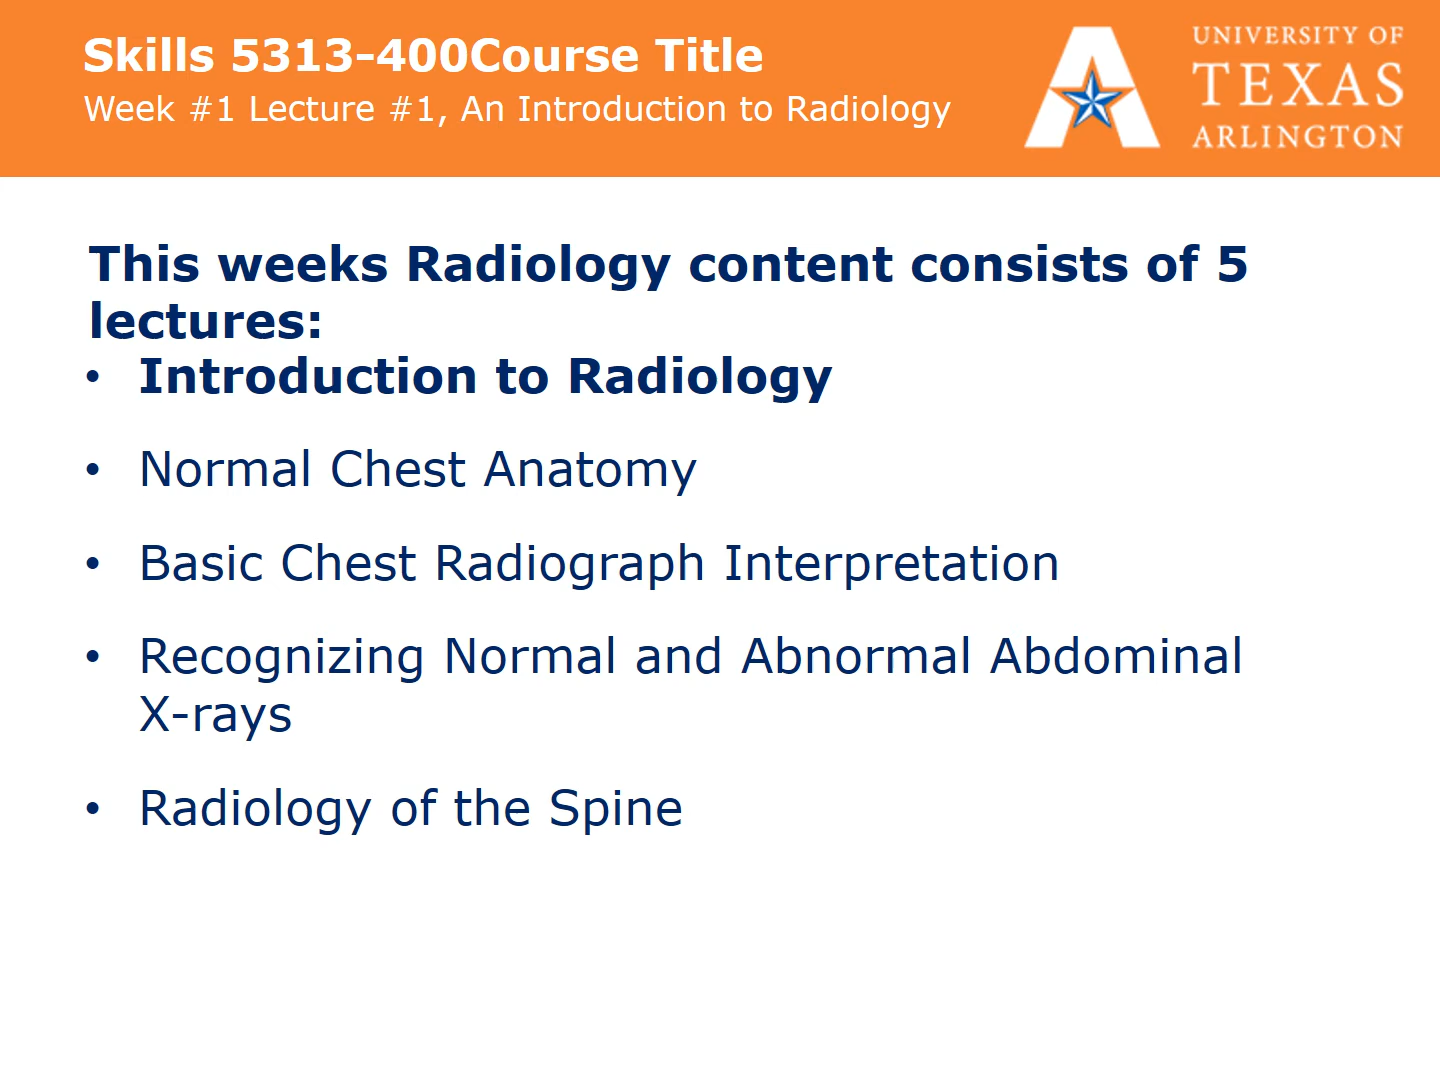 Skills 5313-400Course Title
Week #1 Lecture #1, An Introduction to Radiology
UNIVERSITY OF
TEXAS
ARLINGTON
This weeks Radiology content consists of 5
lectures:
• Introduction to Radiology
• Normal Chest Anatomy
• Basic Chest Radiograph Interpretation
• Recognizing Normal and Abnormal Abdominal
X-rays
• Radiology of the Spine